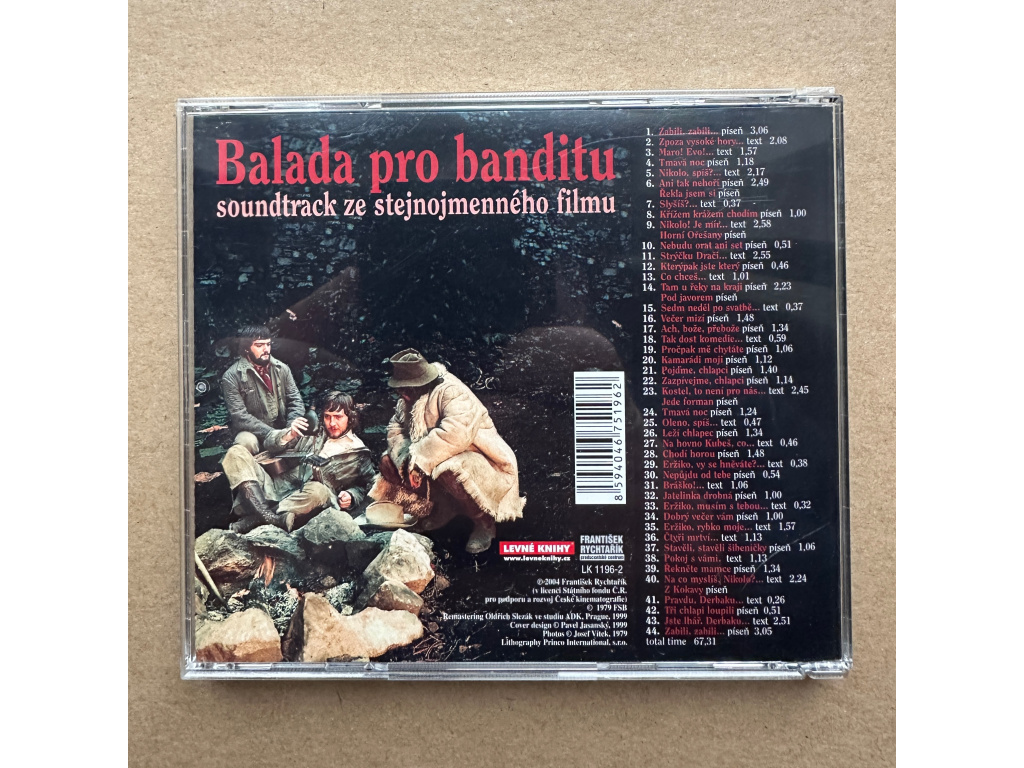 Balada pro banditu
soundtrack ze stejnojmenného filmu
1. Zabili, zabili... píseň 3,06
2. Zpoza vysoké hory... text 2,08
3. Maro! Evo!... text 1,57
4. Tmavá noc píseň 1,18
5. Nikolo, spíš?... text 2,17
6. Ani tak nehoří píseň 2,49
Řekla jsem si píseň
7. Slyšíš?... text 0,37
8. Křížem krážem chodím píseň 1,00
9. Nikolo! Je mír... text 2,58
Horní Ořešany píseň
10. Nebudu orat ani set píseň 0,51
11. Strýčku Dračí... text 2,55
12. Kterýpak jste který píseň 0,46
13. Co chceš... text 1,01
14. Tam u řeky na kraji píseň 2,23
Pod javorem píseň
15. Sedm neděl po svatbě... text 0,37
16. Večer mizí píseň 1,48
17. Ach, bože, přebože píseň 1,34
18. Tak dost komedie... text 0,59
19. Pročpak mě chytáte píseň 1,06
20. Kamarádi moji píseň 1,12
21. Pojďme, chlapci píseň 1,40
22. Zazpívejme, chlapci píseň 1,14
23. Kostel, to není pro nás... text 2,45
Jede forman píseň
24. Tmavá noc píseň 1,24
25. Oleno, spíš... text 0,47
26. Leží chlapec píseň 1,34
27. Na hovno Kubeš, co... text 0,46
28. Chodí horou píseň 1,48
29. Eržiko, vy se hněváte?... text 0,38
30. Nepůjdu od tebe píseň 0,54
31. Bráško!... text 1,06
32. Jatelinka drobná píseň 1,00
33. Eržiko, musím s tebou... text 0,32
34. Dobrý večer vám píseň 1,00
35. Eržiko, rybko moje... text 1,57
36. Čtyři mrtví... text 1,13
37. Stavěli, stavěli šibeničky píseň 1,06
38. Pokoj s vámi. text 1,13
39. Řekněte mamce píseň 1,34
40. Na co myslíš, Nikolo?... text 2,24
Z Kokavy píseň
41. Pravdu, Derbaku... text 0,26
42. Tři chlapi loupili píseň 0,51
43. Jste lhář, Derbaku... text 2,51
44. Zabili, zabili... píseň 3,05
total time 67,31
8 594046 751962
LEVNÉ KNIHY
www.levneknihy.cz
FRANTIŠEK
RYCHTAŘÍK
producentské centrum
LK 1196-2
©2004 František Rychtařík
(v licenci Státního fondu Č.R.
pro podporu a rozvoj České kinematografie)
℗ 1979 FSB
Remastering Oldřich Slezák ve studiu ADK, Prague, 1999
Cover design © Pavel Jasanský, 1999
Photos © Josef Vítek, 1979
Lithography Princo International, s.r.o.